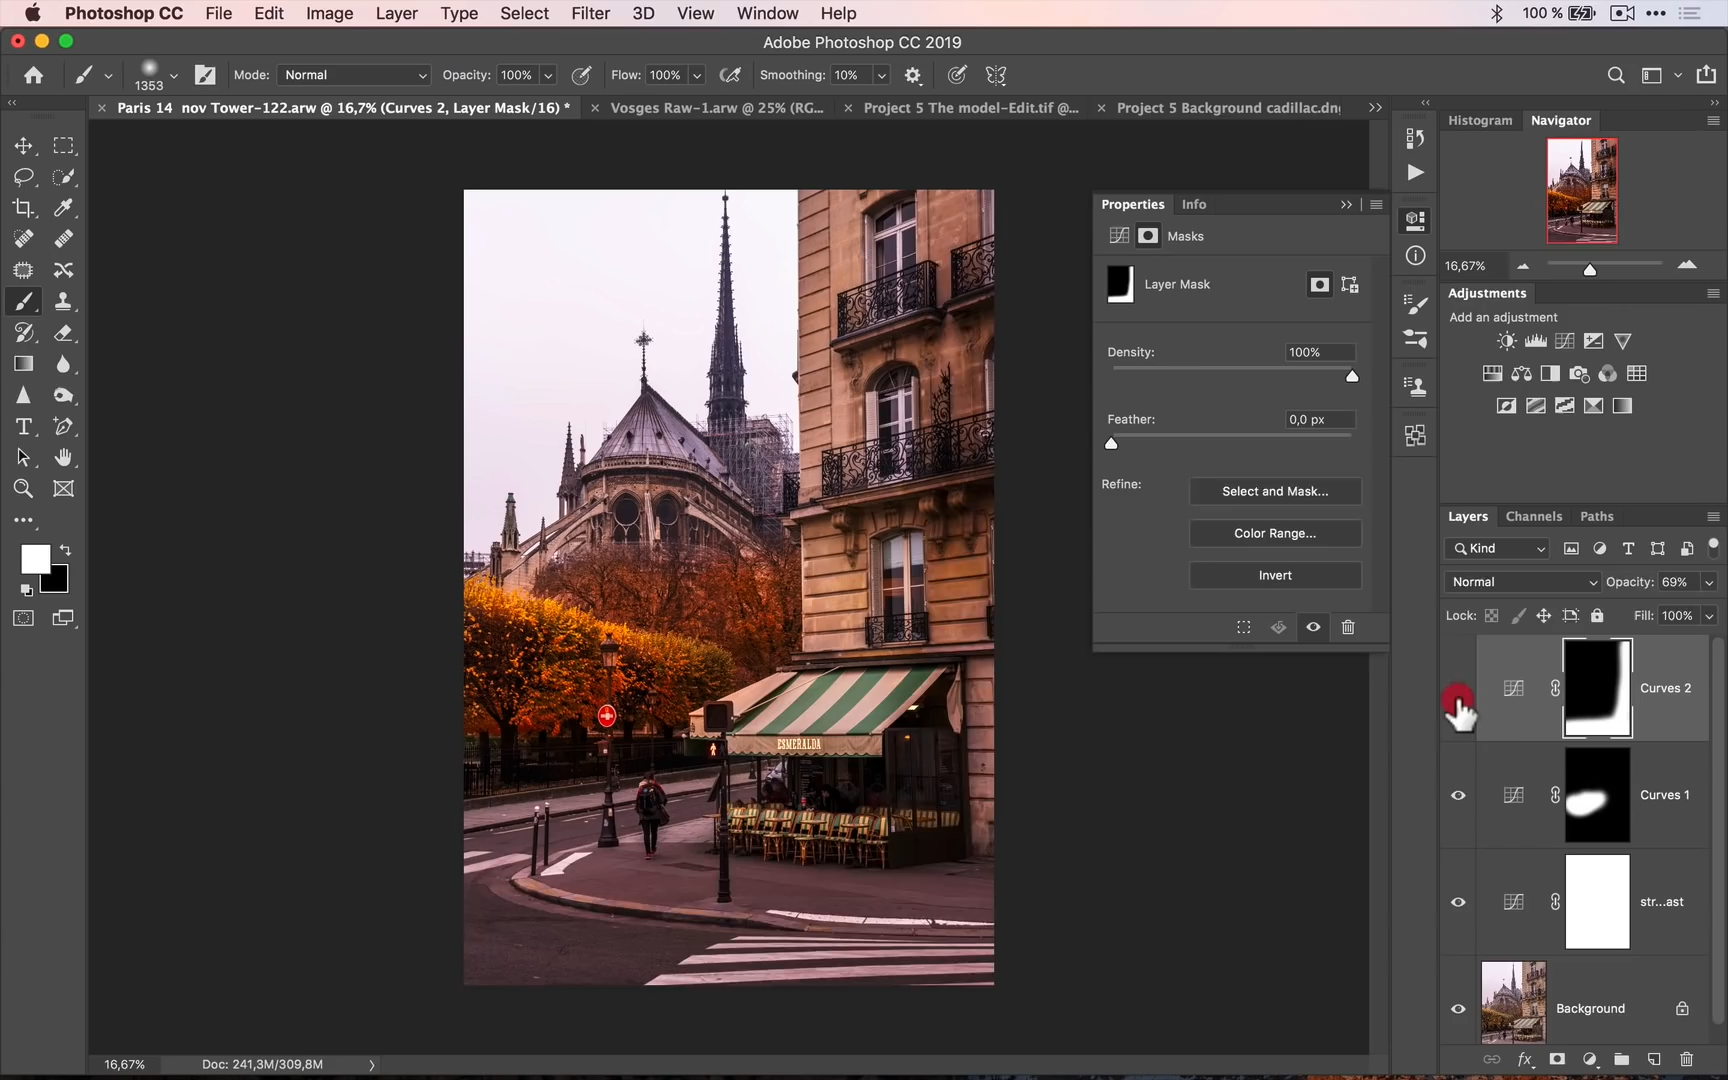 Photoshop CC File Edit Image Layer Type Select Filter 3D View Window Help 100 %
Adobe Photoshop CC 2019
1353 Mode: Normal Opacity: 100% Flow: 100% Smoothing: 10%
Paris 14 nov Tower-122.arw @ 16,7% (Curves 2, Layer Mask/16) * Vosges Raw-1.arw @ 25% (RG... Project 5 The model-Edit.tif @... Project 5 Background cadillac.dng
Histogram Navigator
16,67%
Properties Info
Masks
Layer Mask
Density: 100%
Feather: 0,0 px
Refine: Select and Mask...
Color Range...
Invert
Adjustments
Add an adjustment
Layers Channels Paths
Kind
Normal Opacity: 69%
Lock: Fill: 100%
Curves 2
Curves 1
str...ast
Background
ESMERALDA
16,67% Doc: 241,3M/309,8M